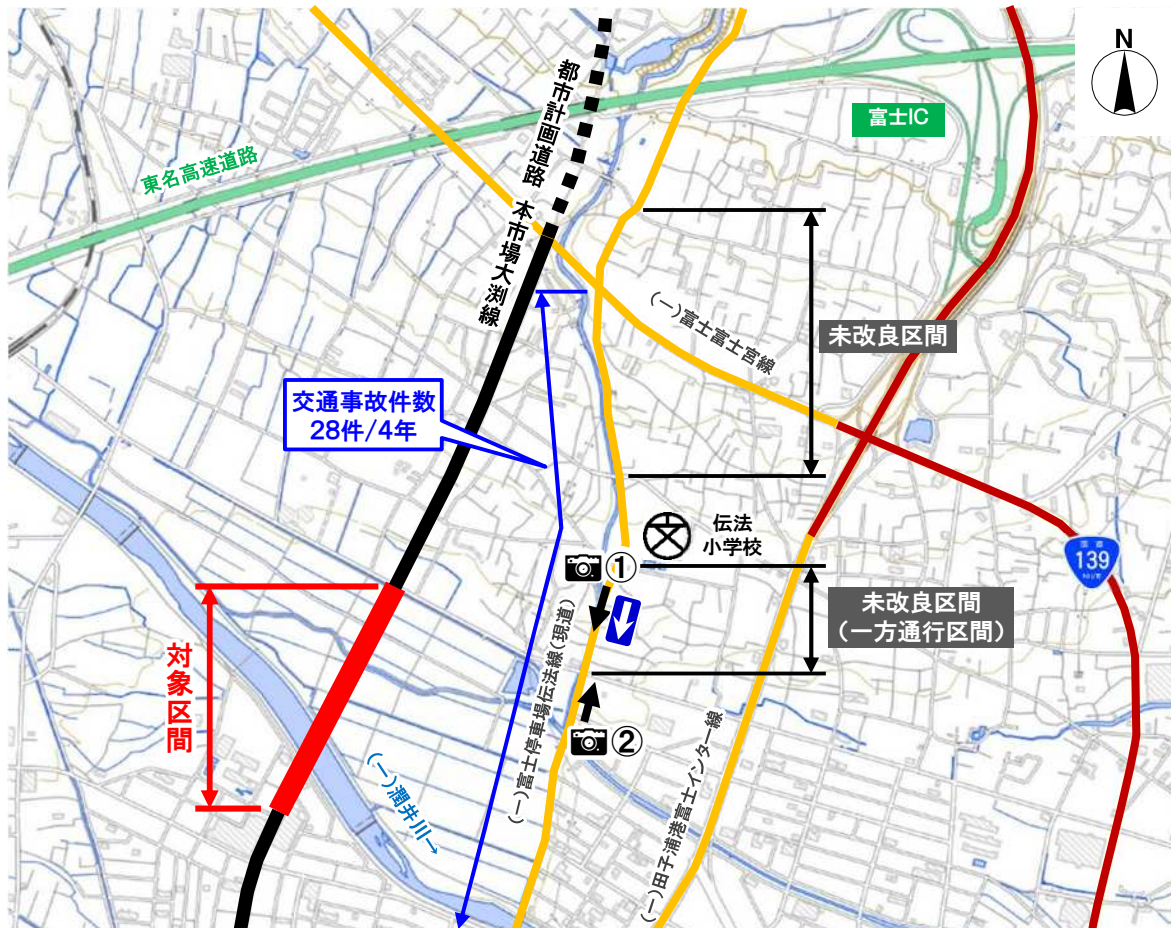 N
富士IC
東名高速道路
都市計画道路 本市場大渕線
(一)富士富士宮線
未改良区間
交通事故件数
28件/4年
文
伝法
小学校
①
国道
139
未改良区間
(一方通行区間)
対象区間
(一)富士停車場伝法線(現道)
②
(一)田子浦港富士インター線
(一)潤井川→